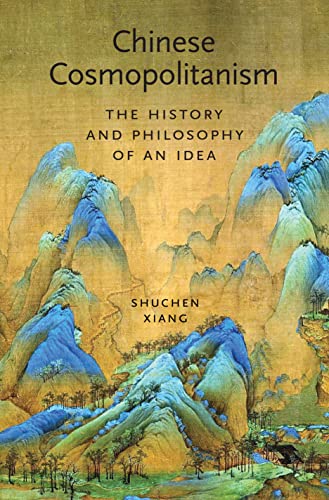 Chinese
Cosmopolitanism
THE HISTORY
AND PHILOSOPHY
OF AN IDEA
SHUCHEN
XIANG